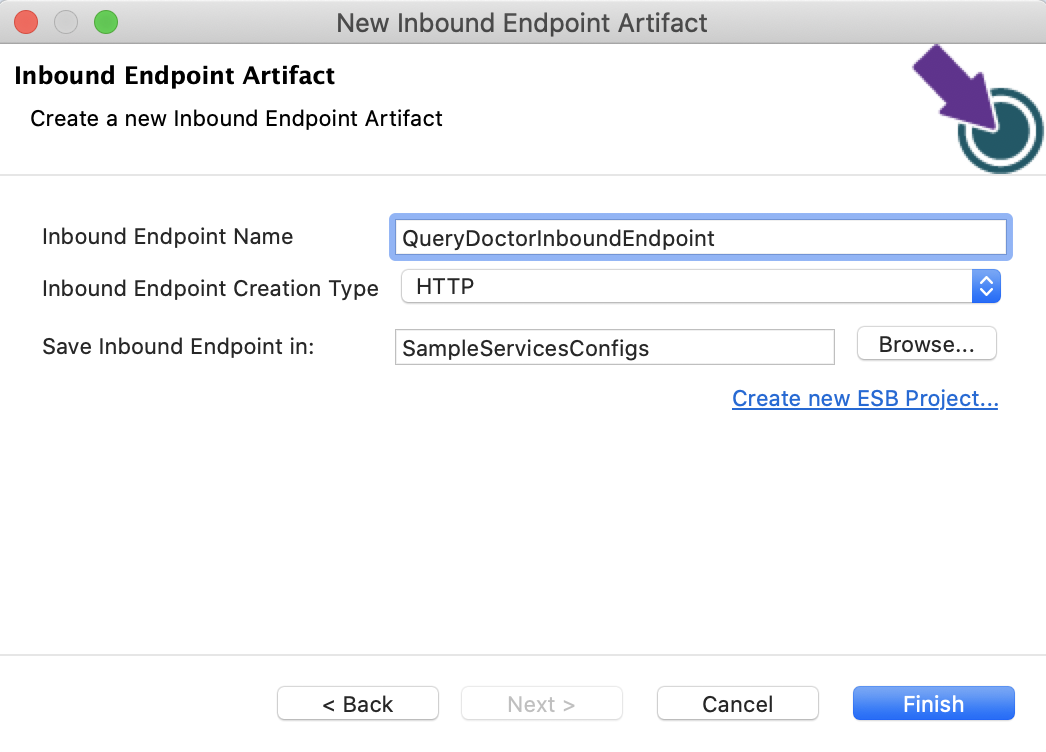 New Inbound Endpoint Artifact
Inbound Endpoint Artifact
Create a new Inbound Endpoint Artifact
Inbound Endpoint Name
QueryDoctorInboundEndpoint
Inbound Endpoint Creation Type
HTTP
Save Inbound Endpoint in:
SampleServicesConfigs
Browse...
Create new ESB Project...
< Back
Next >
Cancel
Finish